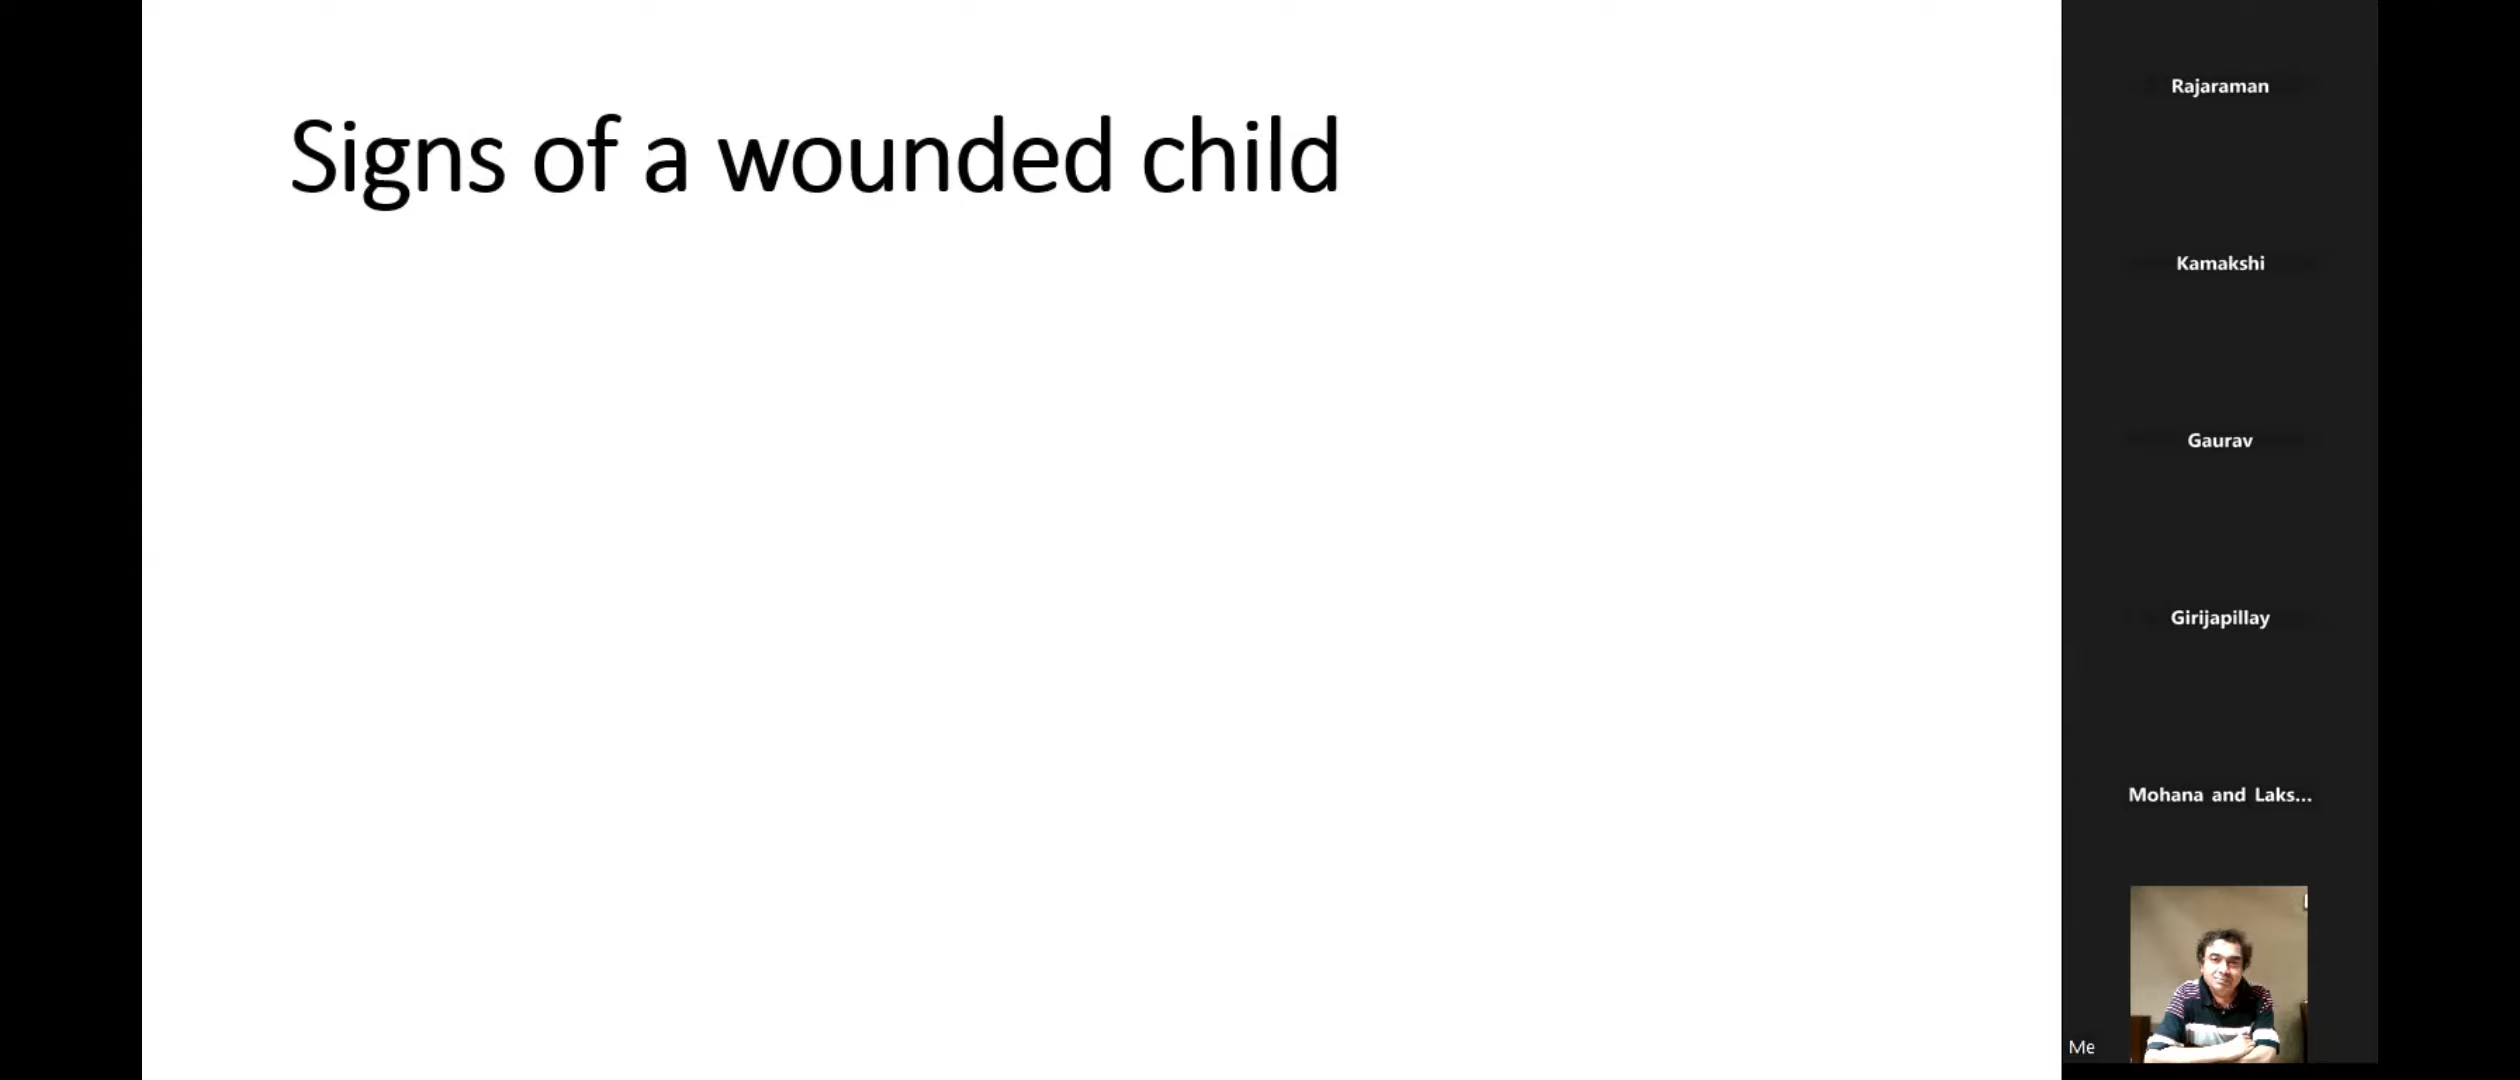 Signs of a wounded child
Rajaraman
Kamakshi
Gaurav
Girijapillay
Mohana and Laks...
Me